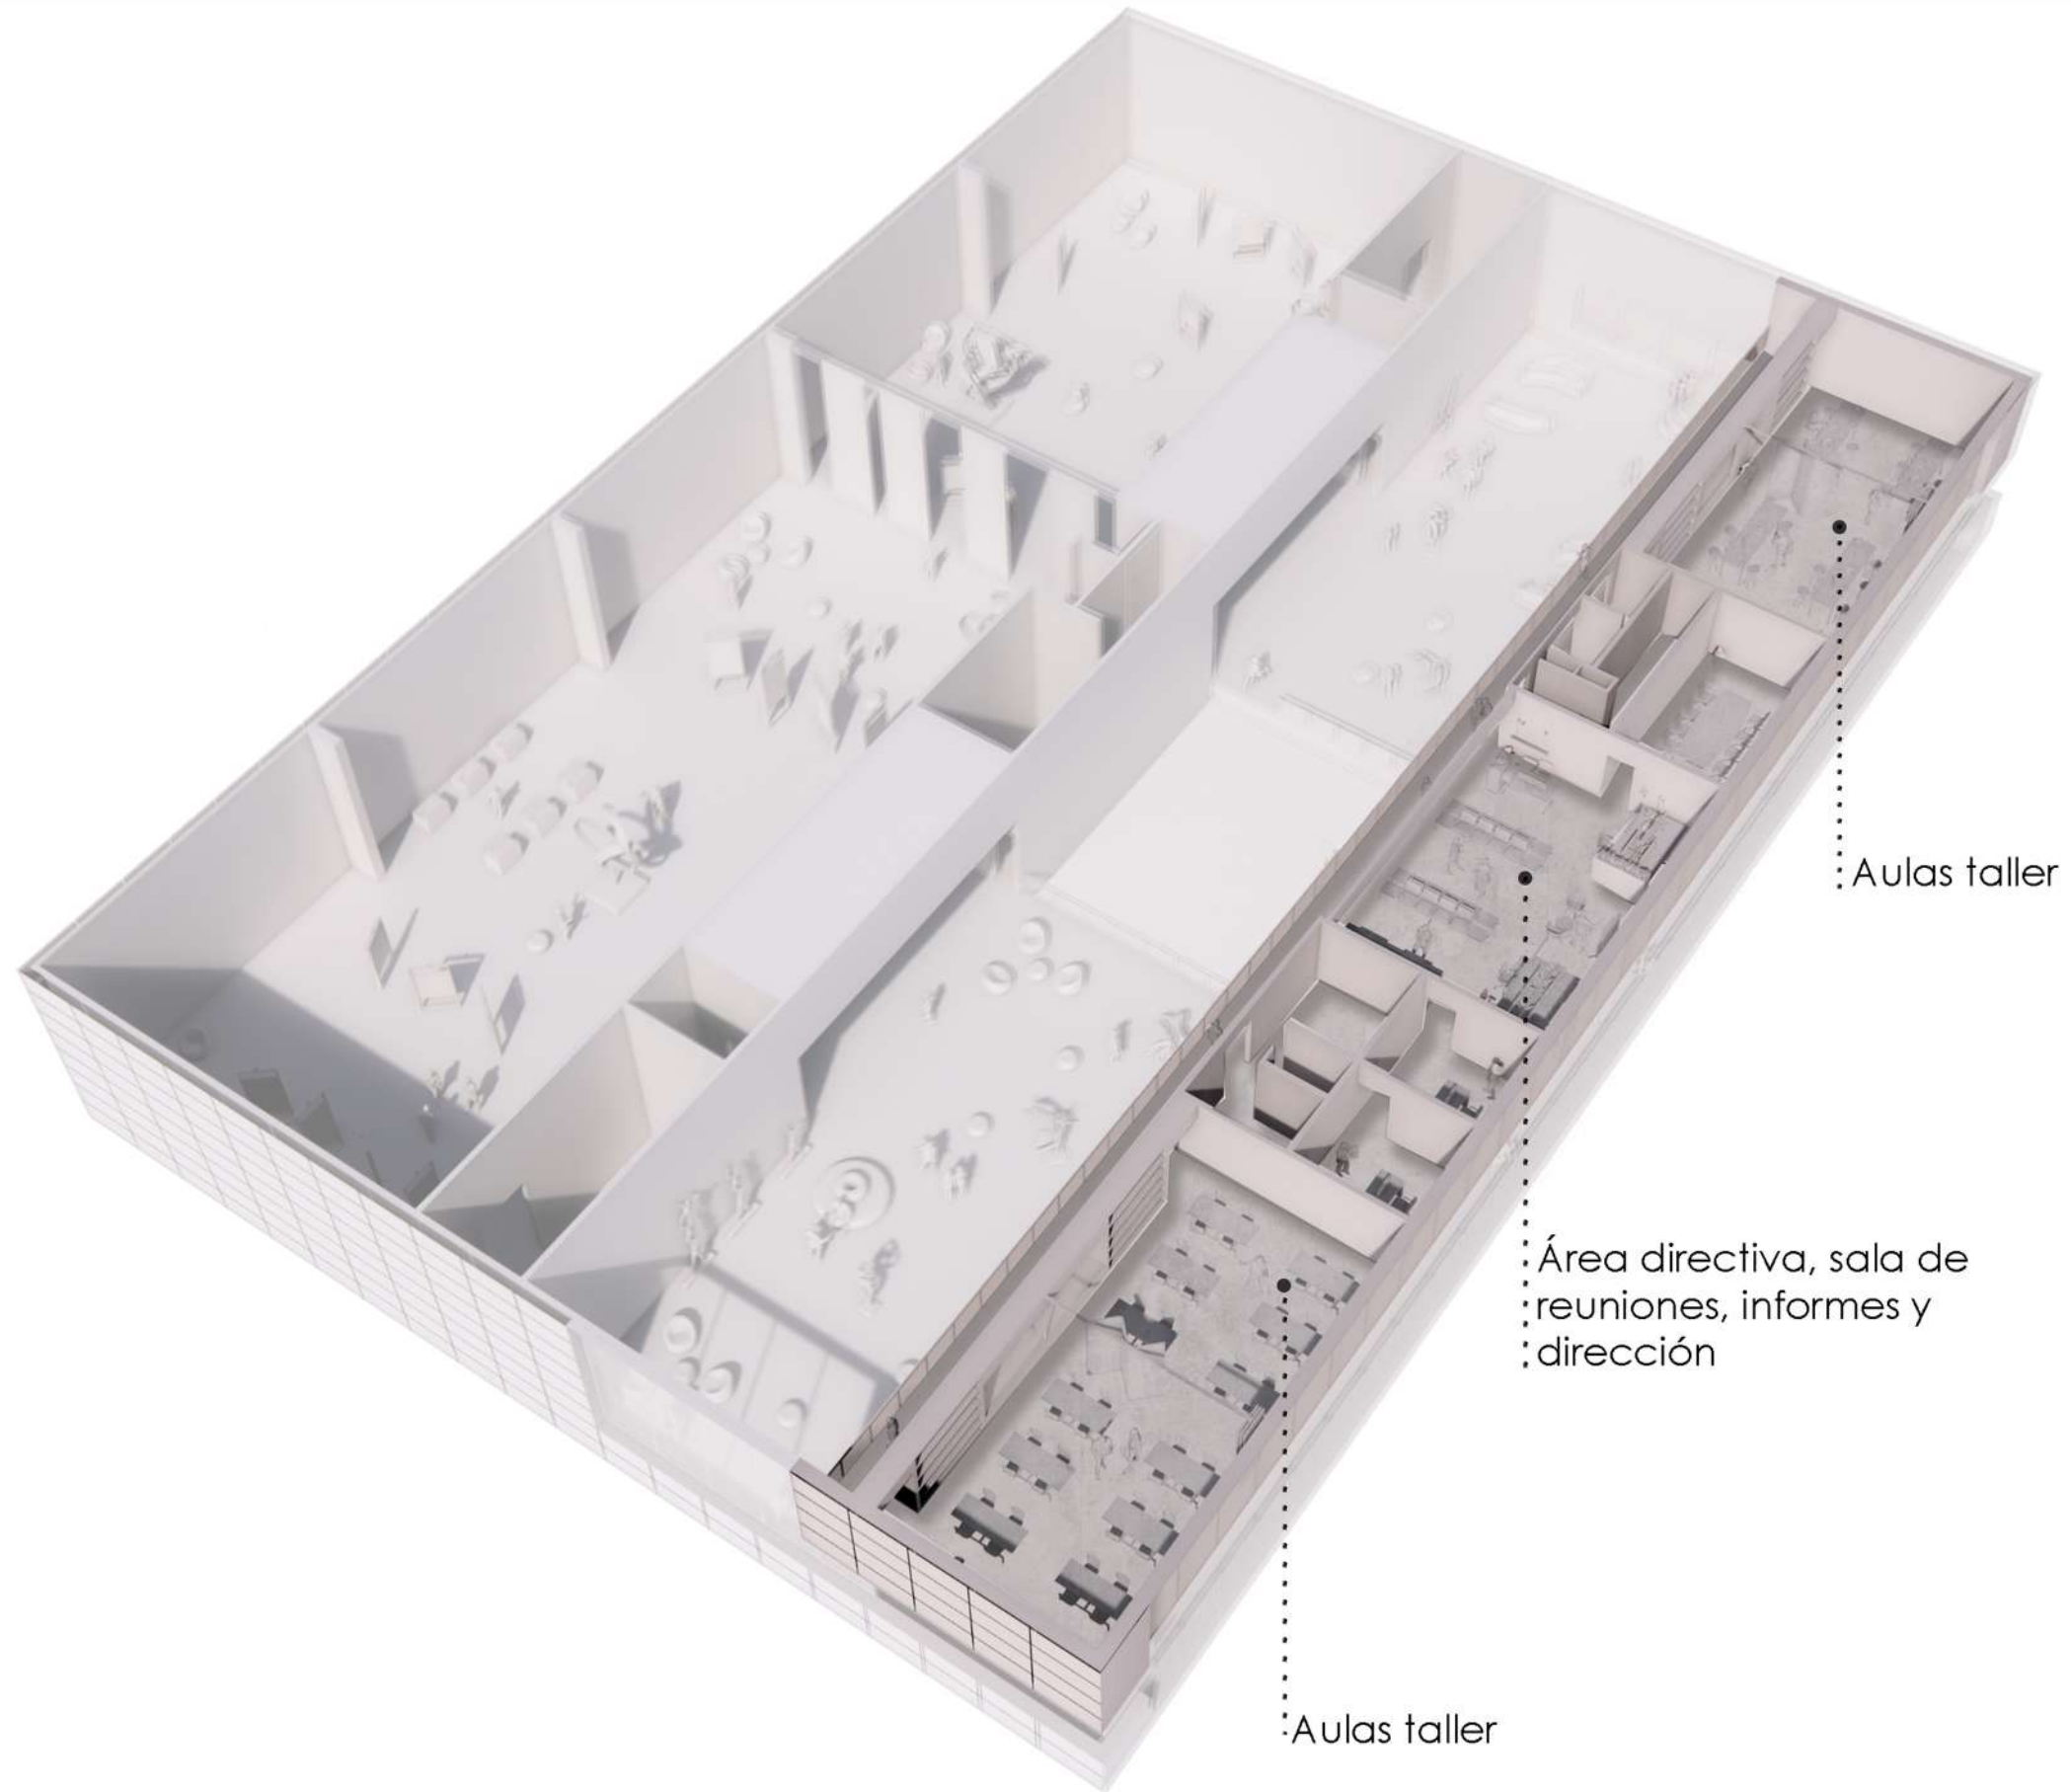 Aulas taller
Área directiva, sala de
reuniones, informes y
dirección
Aulas taller